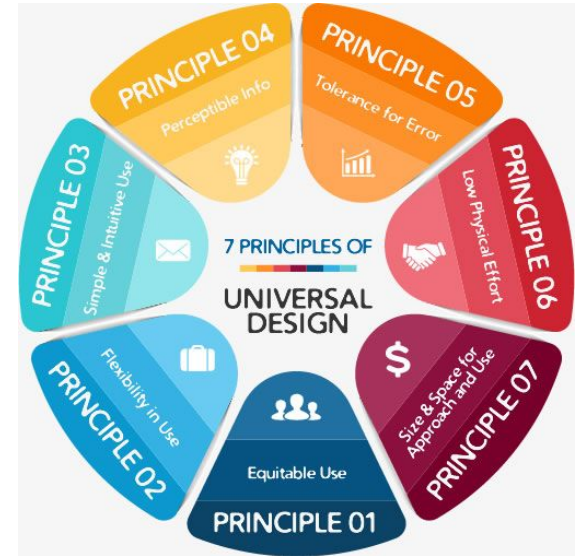 7 PRINCIPLES OF
UNIVERSAL
DESIGN
PRINCIPLE 01
Equitable Use
PRINCIPLE 02
Flexibility in Use
PRINCIPLE 03
Simple & Intuitive Use
PRINCIPLE 04
Perceptible Info
PRINCIPLE 05
Tolerance for Error
PRINCIPLE 06
Low Physical Effort
PRINCIPLE 07
Size & Space for
Approach and Use
$